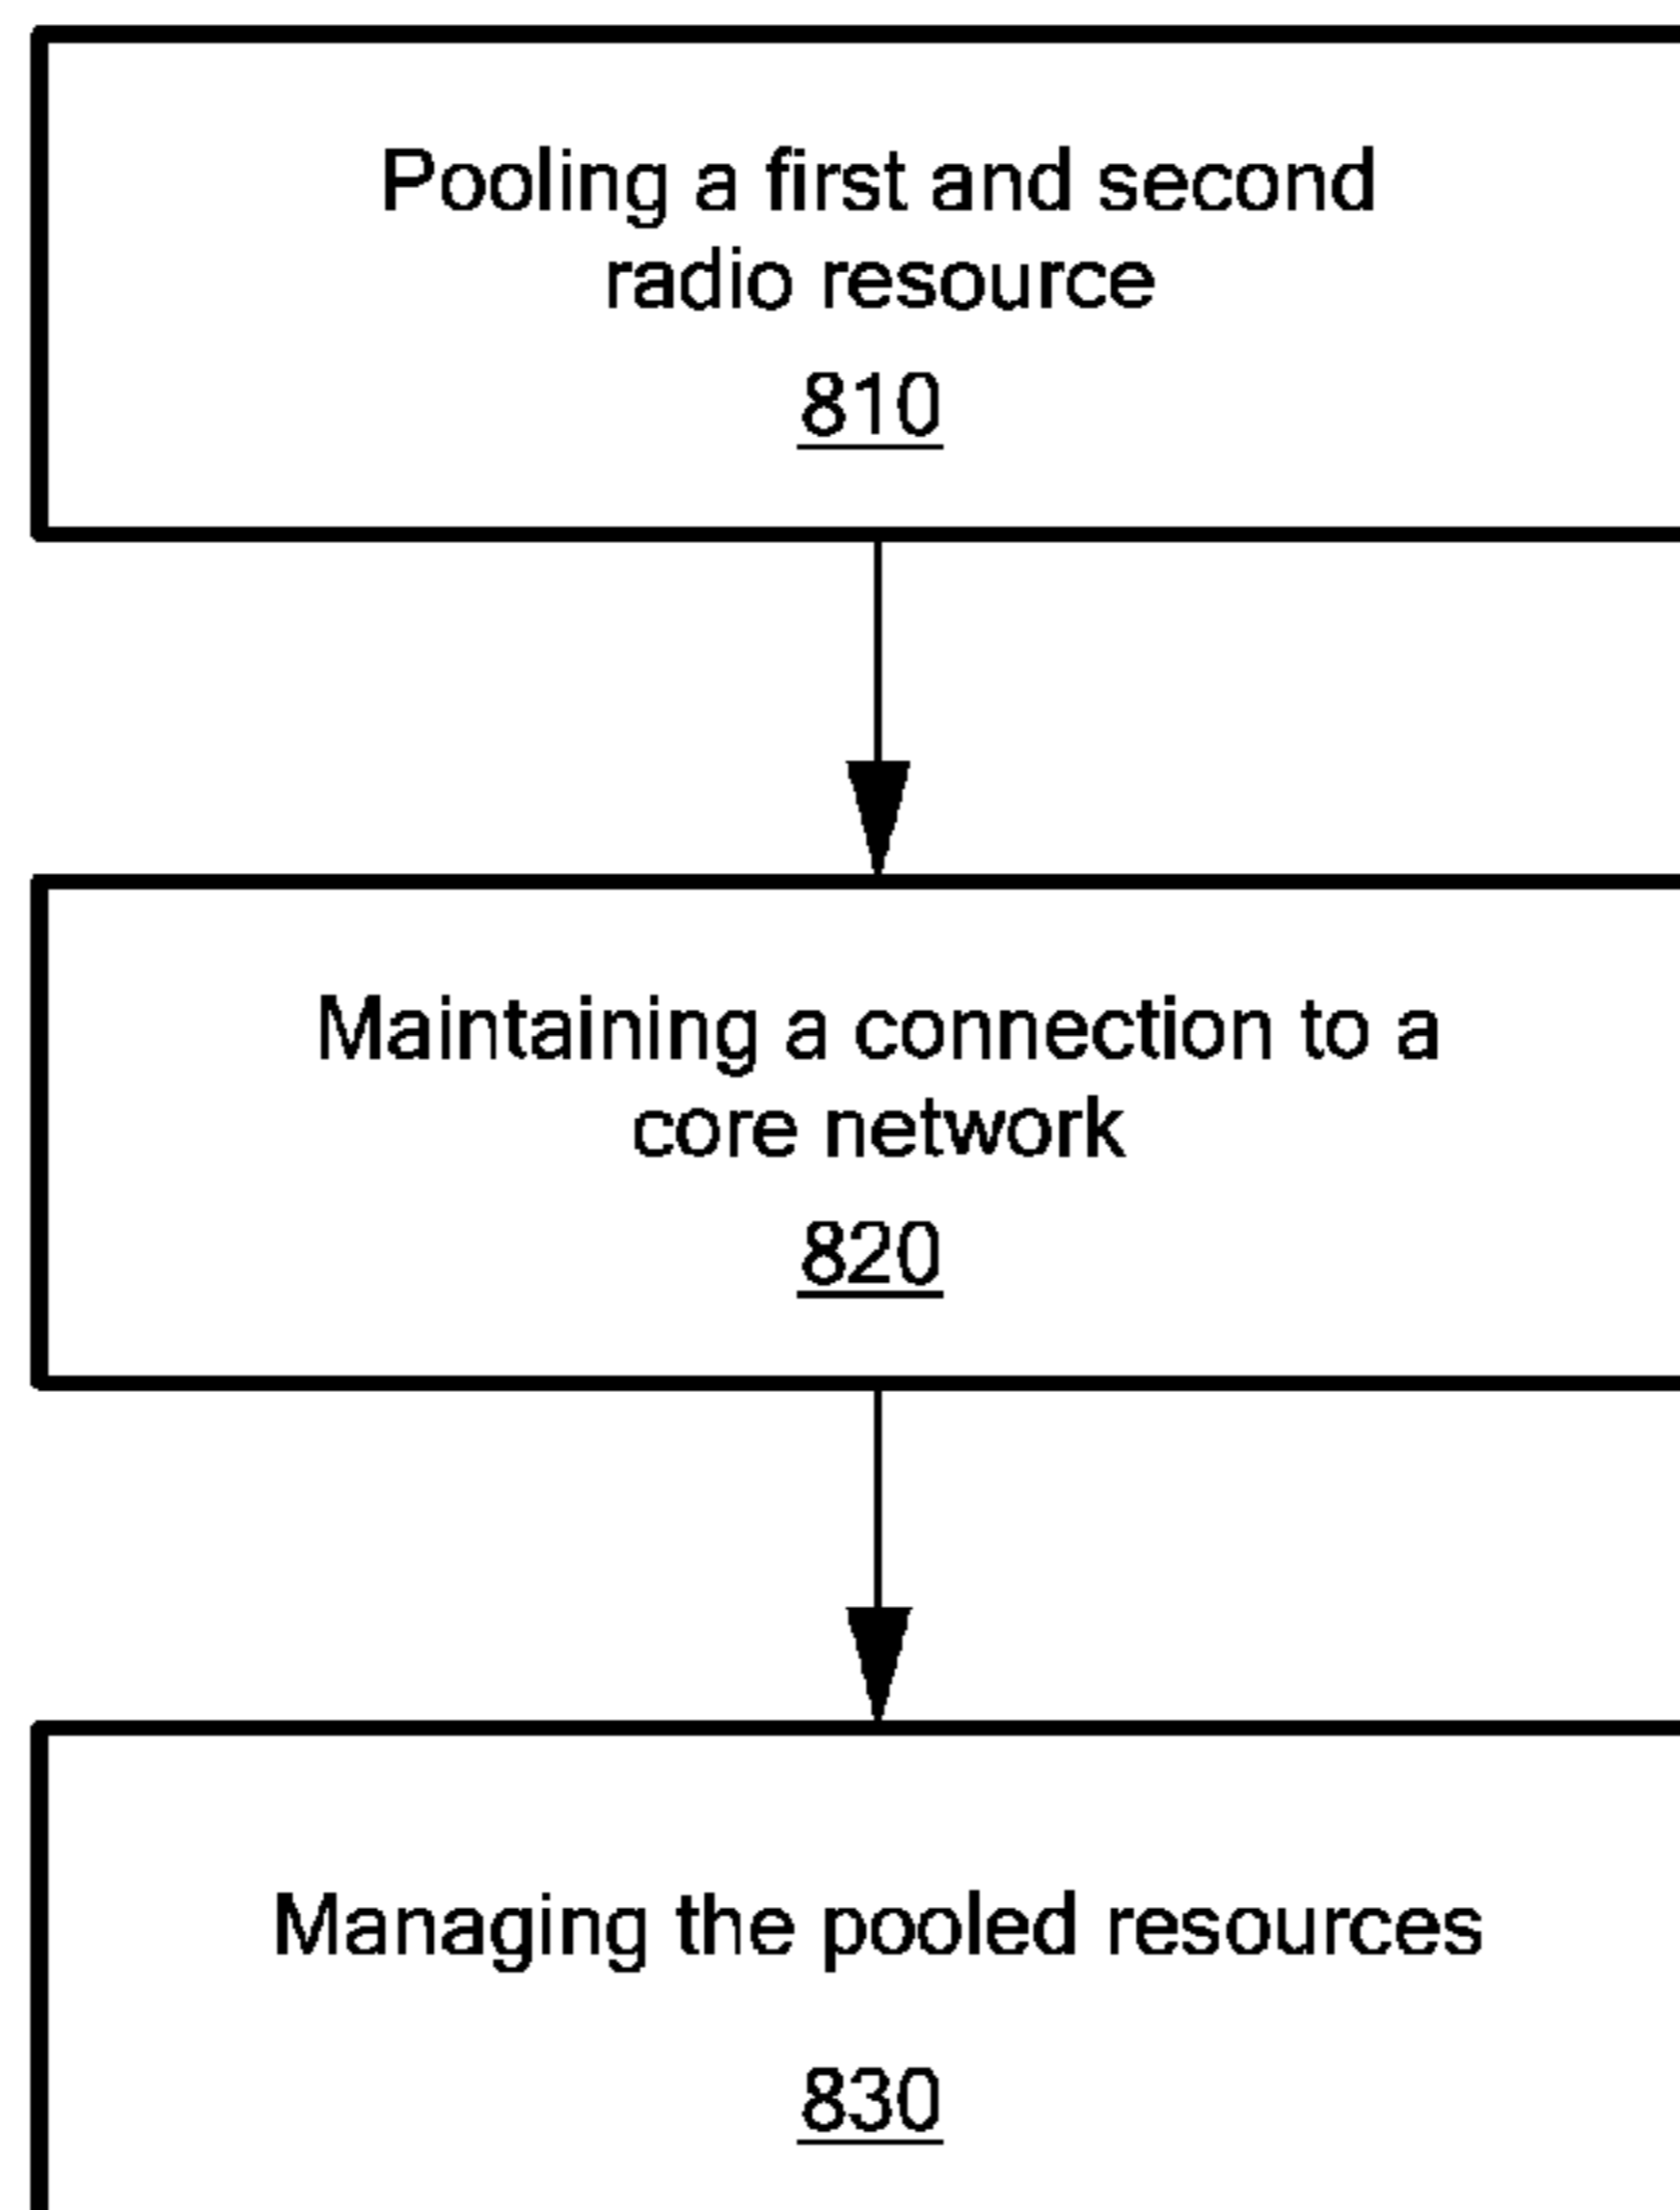 Pooling a first and second
radio resource
810
Maintaining a connection to a
core network
820
Managing the pooled resources
830